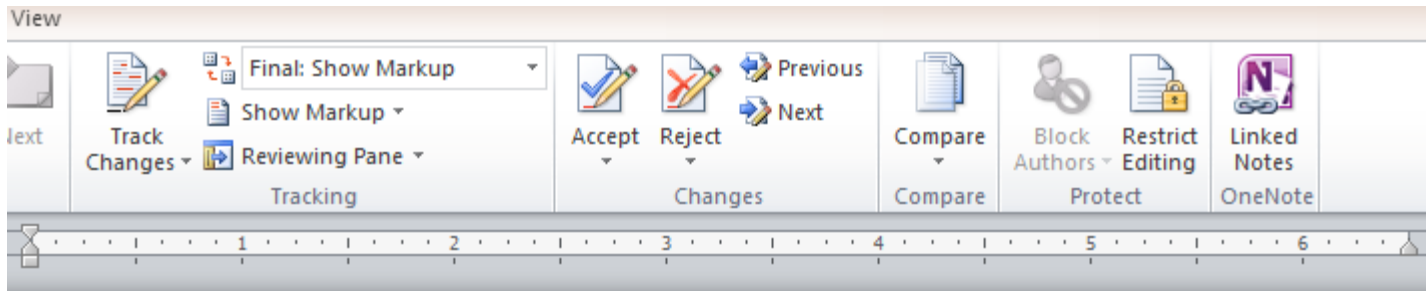 View
Next
Track Changes
Final: Show Markup
Show Markup
Reviewing Pane
Tracking
Accept
Reject
Previous
Next
Changes
Compare
Compare
Block Authors
Restrict Editing
Protect
Linked Notes
OneNote
1 2 3 4 5 6